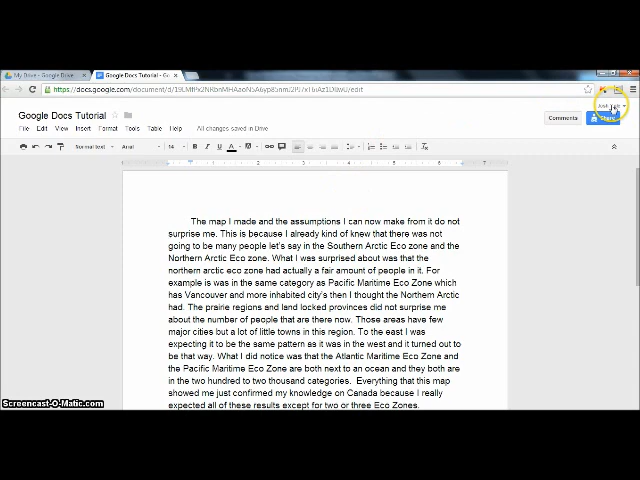 My Drive - Google Drive
Google Docs Tutorial -
Google Docs Tutorial
File Edit View Insert Format Tools Table Help All changes saved in Drive
Comments Share
Normal text Arial 14 B I U A
1 2 3 4 5 6 7
The map I made and the assumptions I can now make from it do not
surprise me. This is because I already kind of knew that there was not
going to be many people let's say in the Southern Arctic Eco zone and the
Northern Arctic Eco zone. What I was surprised about was that the
northern arctic eco zone had actually a fair amount of people in it. For
example is was in the same category as Pacific Maritime Eco Zone which
has Vancouver and more inhabited city's then I thought the Northern Arctic
had. The prairie regions and land locked provinces did not surprise me
about the number of people that are there now. Those areas have few
major cities but a lot of little towns in this region. To the east I was
expecting it to be the same pattern as it was in the west and it turned out to
be that way. What I did notice was that the Atlantic Maritime Eco Zone and
the Pacific Maritime Eco Zone are both next to an ocean and they both are
in the two hundred to two thousand categories. Everything that this map
showed me just confirmed my knowledge on Canada because I really
expected all of these results except for two or three Eco Zones.
Screencast-O-Matic.com